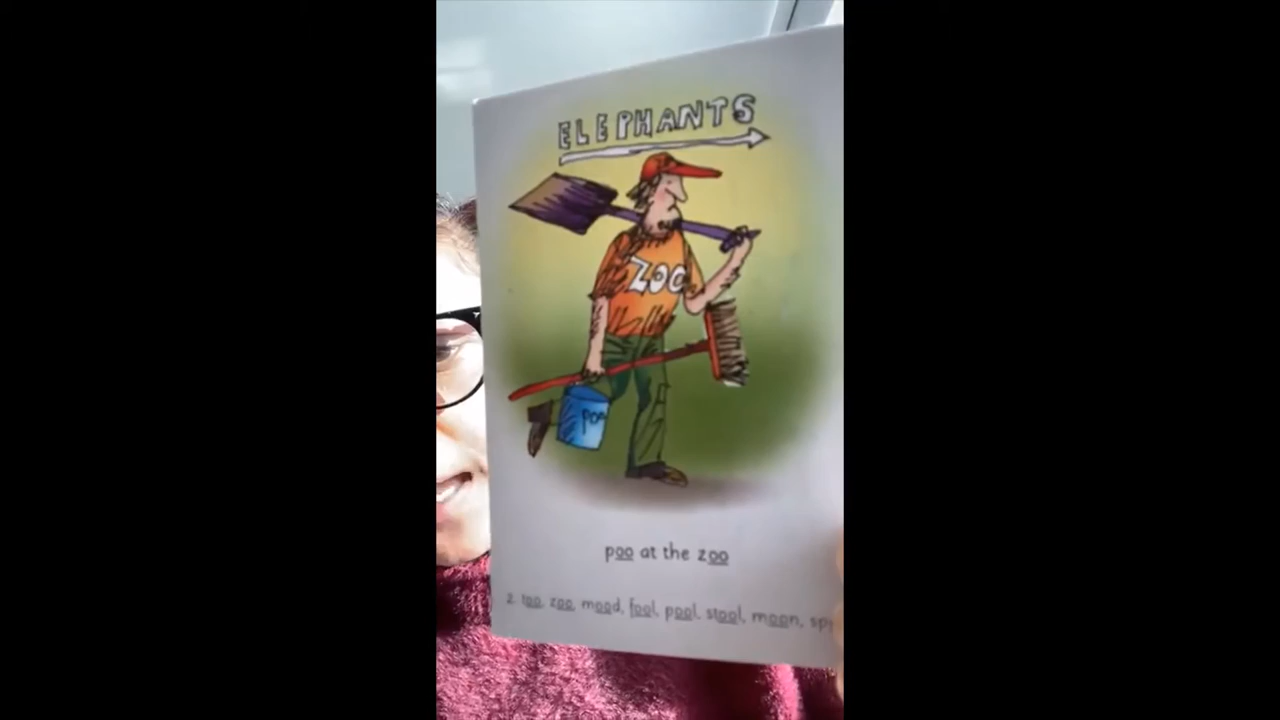 ELEPHANTS
ZOO
poo
poo at the zoo
2. too, zoo, mood, fool, pool, stool, moon,